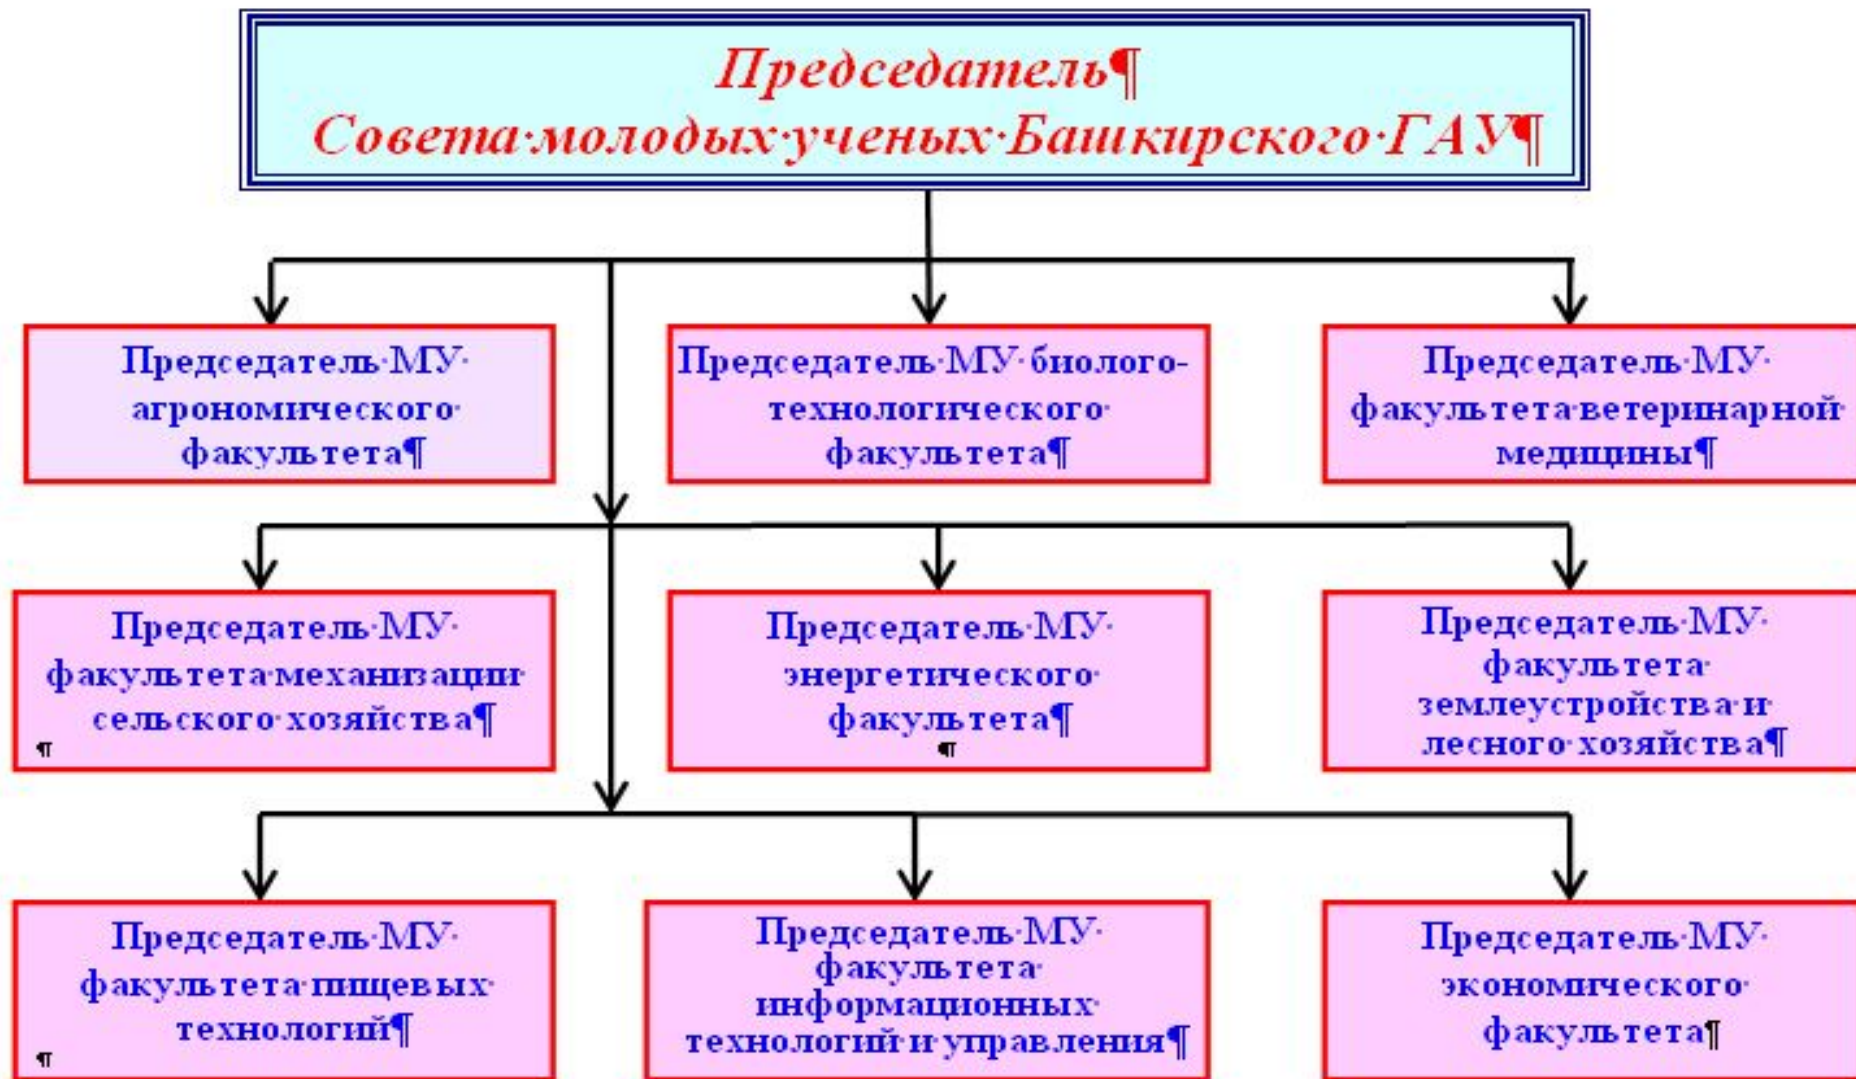 Председатель¶
Совета·молодых·ученых·Башкирского·ГАУ¶
Председатель·МУ·
агрономического·
факультета¶
Председатель·МУ·биолого-
технологического·
факультета¶
Председатель·МУ·
факультета·ветеринарной·
медицины¶
Председатель·МУ·
факультета·механизации·
сельского·хозяйства¶
¶
Председатель·МУ·
энергетического·
факультета¶
¶
Председатель·МУ·
факультета·
землеустройства·и·
лесного·хозяйства¶
Председатель·МУ·
факультета·пищевых·
технологий¶
¶
Председатель·МУ·
факультета·
информационных·
технологий·и·управления¶
Председатель·МУ·
экономического·
факультета¶